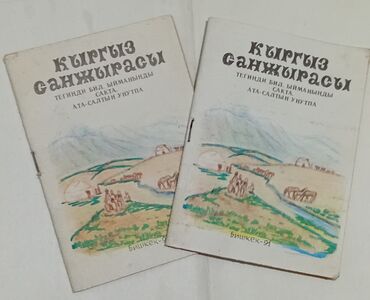 КЫРГЫЗ
САНЖЫРАСЫ
ТЕГИНДИ БИЛ, ЫЙМАНЫНДЫ
САКТА,
АТА-САЛТЫН УНУТПА
КЫРГЫЗ
САНЖЫРАСЫ
ТЕГИНДИ БИЛ, ЫЙМАНЫНДЫ
САКТА,
АТА-САЛТЫН УНУТПА
Бишкек-91